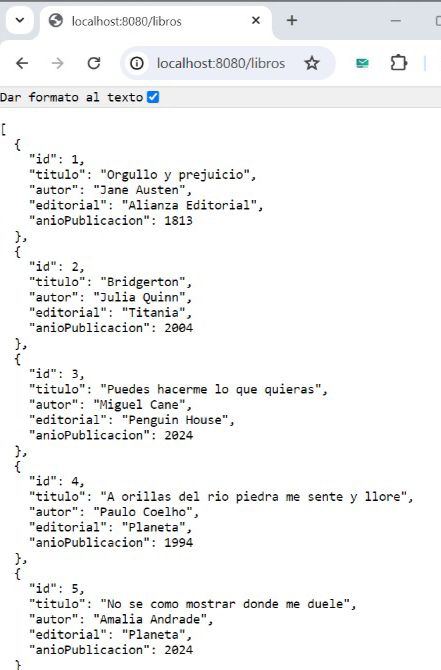 localhost:8080/libros
localhost:8080/libros
Dar formato al texto
[
  {
    "id": 1,
    "titulo": "Orgullo y prejuicio",
    "autor": "Jane Austen",
    "editorial": "Alianza Editorial",
    "anioPublicacion": 1813
  },
  {
    "id": 2,
    "titulo": "Bridgerton",
    "autor": "Julia Quinn",
    "editorial": "Titania",
    "anioPublicacion": 2004
  },
  {
    "id": 3,
    "titulo": "Puedes hacerme lo que quieras",
    "autor": "Miguel Cane",
    "editorial": "Penguin House",
    "anioPublicacion": 2024
  },
  {
    "id": 4,
    "titulo": "A orillas del rio piedra me sente y llore",
    "autor": "Paulo Coelho",
    "editorial": "Planeta",
    "anioPublicacion": 1994
  },
  {
    "id": 5,
    "titulo": "No se como mostrar donde me duele",
    "autor": "Amalia Andrade",
    "editorial": "Planeta",
    "anioPublicacion": 2024
  }